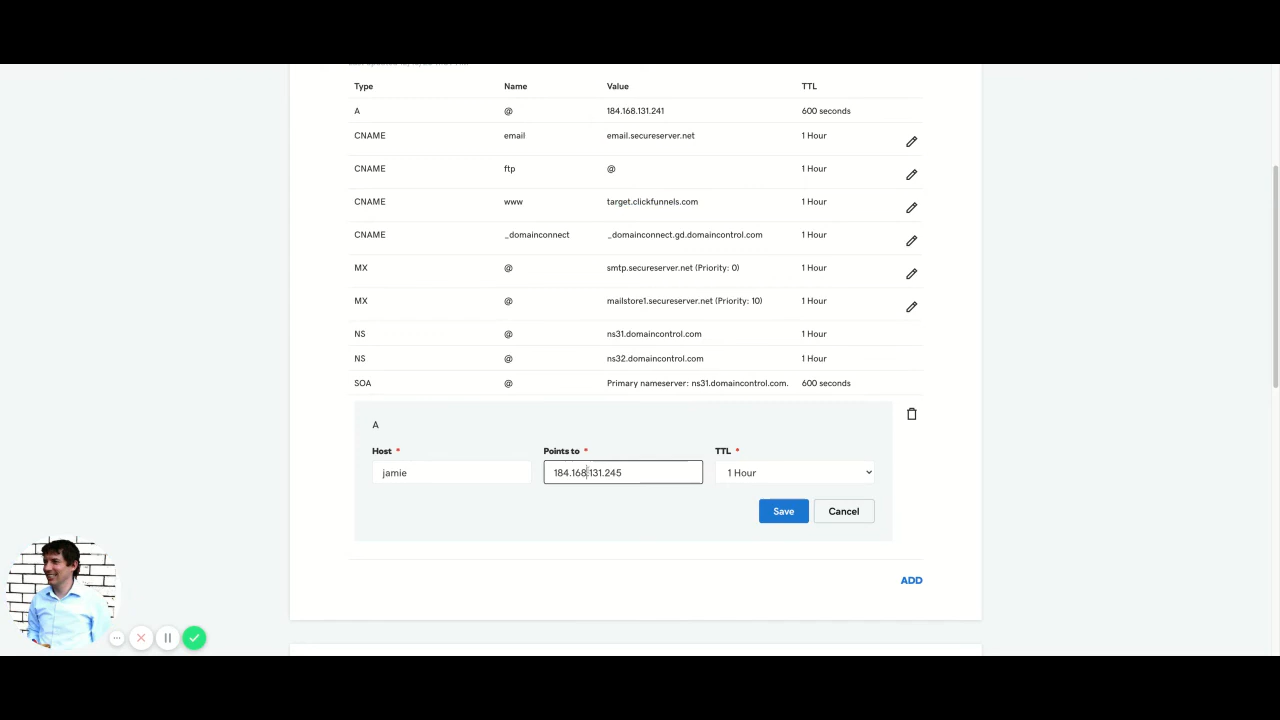 Type Name Value TTL
A @ 184.168.131.241 600 seconds
CNAME email email.secureserver.net 1 Hour
CNAME ftp @ 1 Hour
CNAME www target.clickfunnels.com 1 Hour
CNAME _domainconnect _domainconnect.gd.domaincontrol.com 1 Hour
MX @ smtp.secureserver.net (Priority: 0) 1 Hour
MX @ mailstore1.secureserver.net (Priority: 10) 1 Hour
NS @ ns31.domaincontrol.com 1 Hour
NS @ ns32.domaincontrol.com 1 Hour
SOA @ Primary nameserver: ns31.domaincontrol.com. 600 seconds
A
Host * Points to * TTL *
jamie 184.168.131.245 1 Hour
Save Cancel
ADD